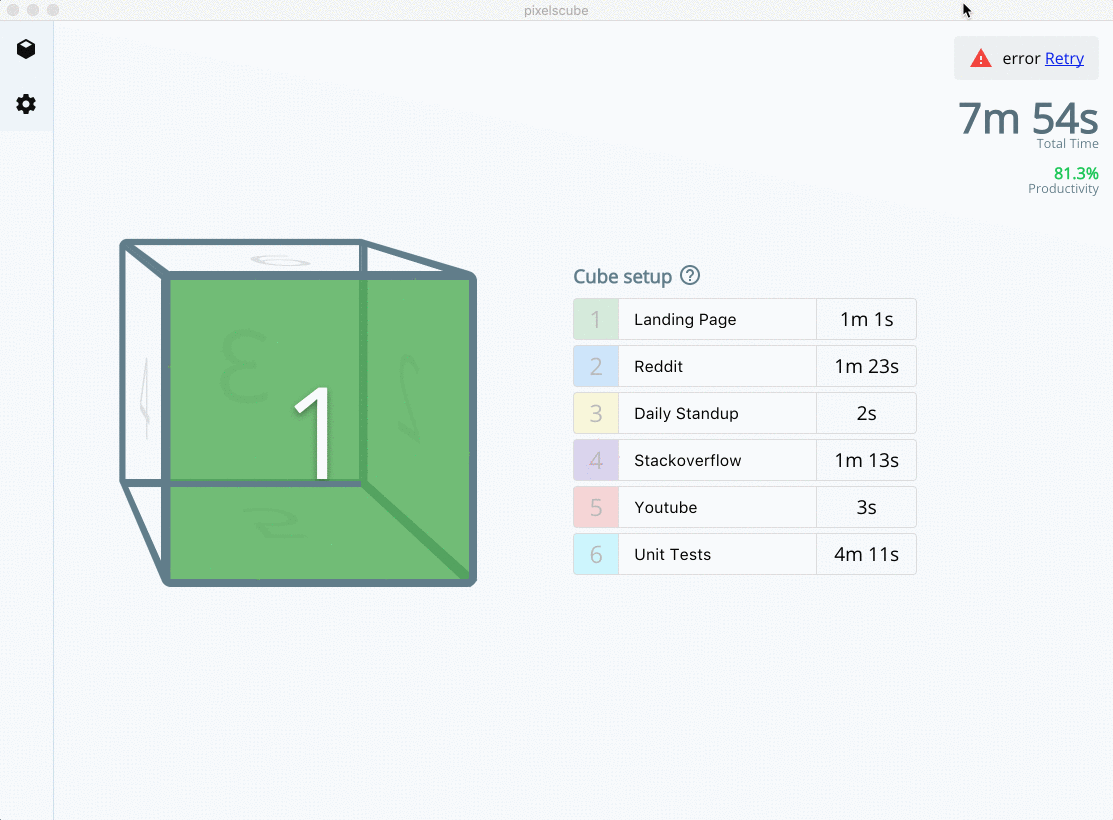 pixelscube
error Retry
7m 54s
Total Time
81.3%
Productivity
Cube setup ?
1 Landing Page 1m 1s
2 Reddit 1m 23s
3 Daily Standup 2s
4 Stackoverflow 1m 13s
5 Youtube 3s
6 Unit Tests 4m 11s
3
1
2